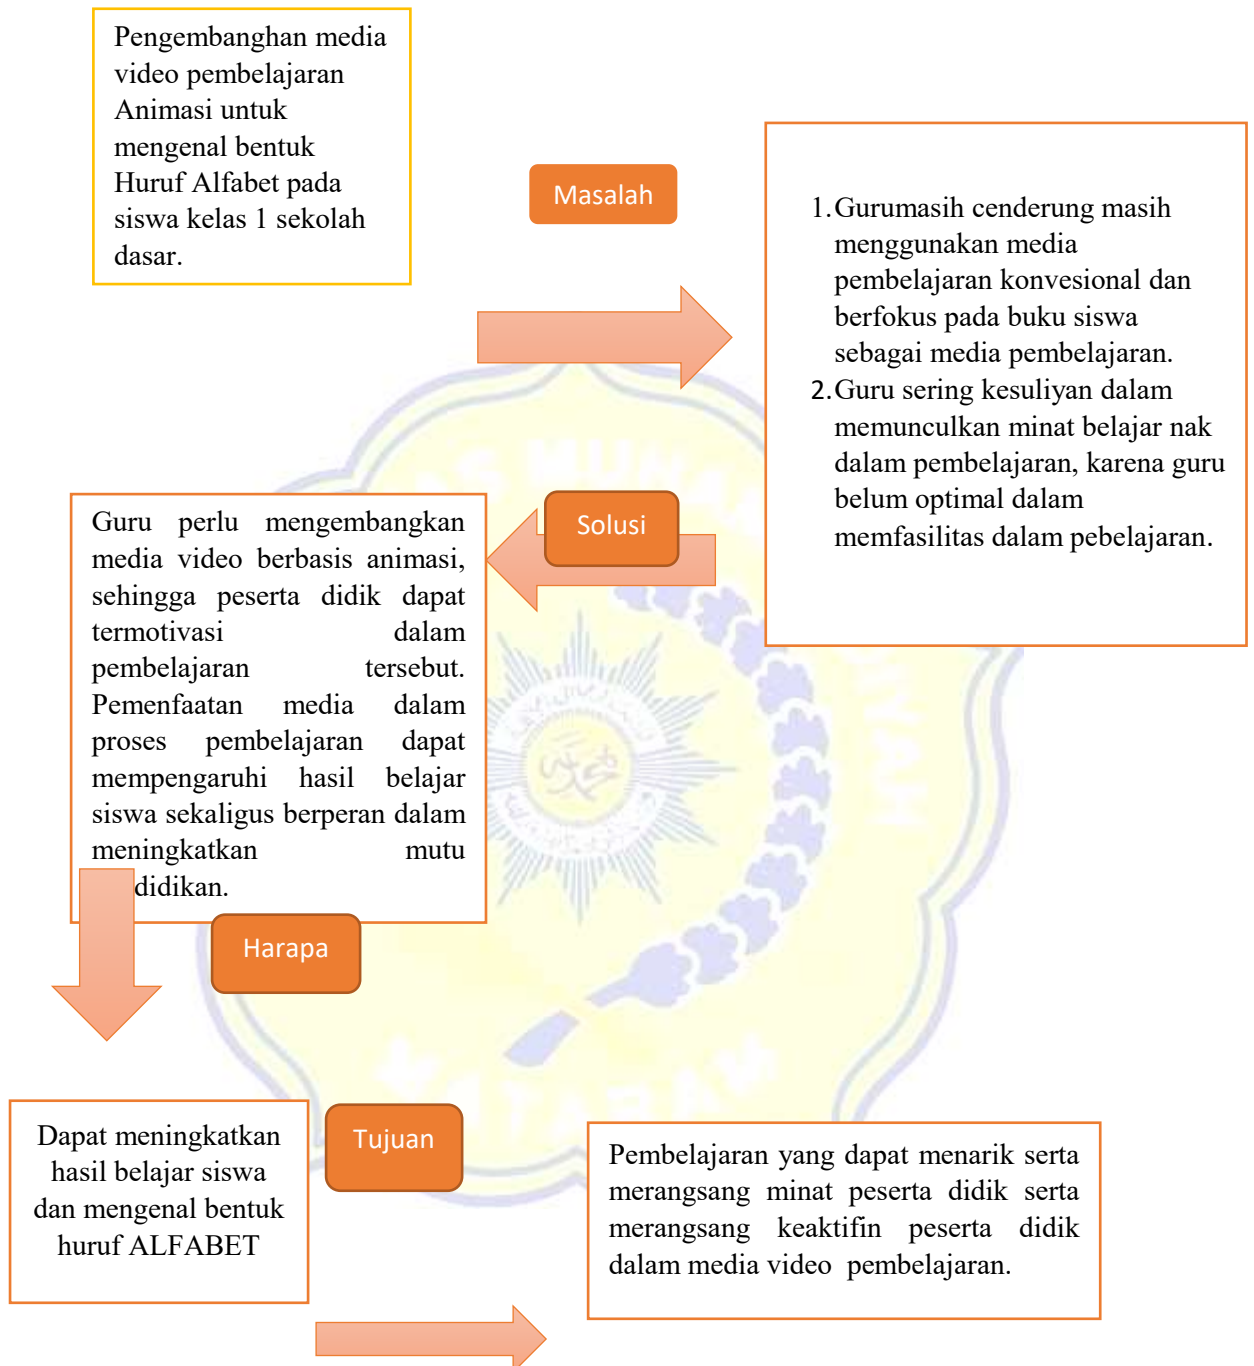 Pengembanghan media
video pembelajaran
Animasi untuk
mengenal bentuk
Huruf Alfabet pada
siswa kelas 1 sekolah
dasar.
Masalah
1.Gurumasih cenderung masih
menggunakan media
pembelajaran konvesional dan
berfokus pada buku siswa
sebagai media pembelajaran.
2.Guru sering kesuliyan dalam
memunculkan minat belajar nak
dalam pembelajaran, karena guru
belum optimal dalam
memfasilitas dalam pebelajaran.
Solusi
Guru perlu mengembangkan
media video berbasis animasi,
sehingga peserta didik dapat
termotivasi dalam
pembelajaran tersebut.
Pemenfaatan media dalam
proses pembelajaran dapat
mempengaruhi hasil belajar
siswa sekaligus berperan dalam
meningkatkan mutu
didikan.
Harapa
Dapat meningkatkan
hasil belajar siswa
dan mengenal bentuk
huruf ALFABET
Tujuan
Pembelajaran yang dapat menarik serta
merangsang minat peserta didik serta
merangsang keaktifin peserta didik
dalam media video pembelajaran.
MATARAM